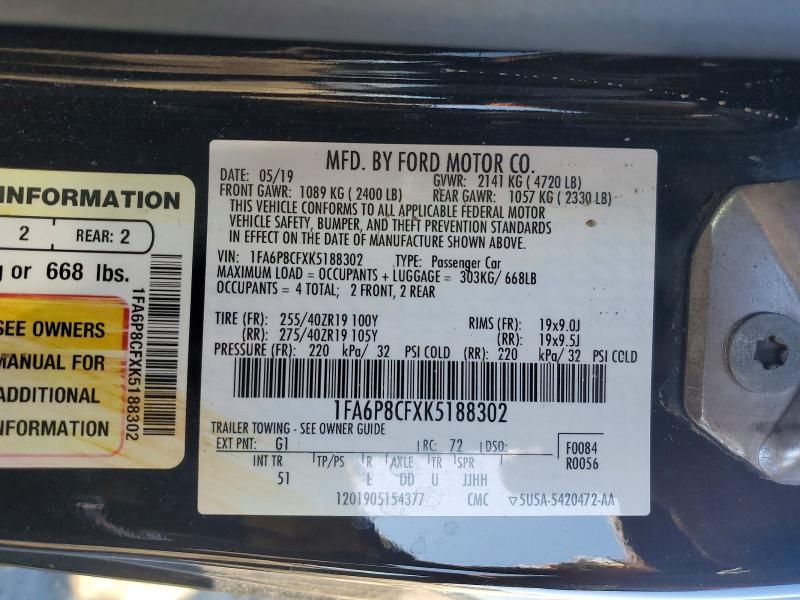 INFORMATION
2 REAR: 2
g or 668 lbs.
SEE OWNERS
MANUAL FOR
ADDITIONAL
INFORMATION
1FA6P8CFXK5188302
MFD. BY FORD MOTOR CO.
DATE: 05/19 GVWR: 2141 KG ( 4720 LB)
FRONT GAWR: 1089 KG ( 2400 LB) REAR GAWR: 1057 KG ( 2330 LB)
THIS VEHICLE CONFORMS TO ALL APPLICABLE FEDERAL MOTOR
VEHICLE SAFETY, BUMPER, AND THEFT PREVENTION STANDARDS
IN EFFECT ON THE DATE OF MANUFACTURE SHOWN ABOVE.
VIN: 1FA6P8CFXK5188302 TYPE: Passenger Car
MAXIMUM LOAD = OCCUPANTS + LUGGAGE = 303KG/ 668LB
OCCUPANTS = 4 TOTAL; 2 FRONT, 2 REAR
TIRE (FR): 255/40ZR19 100Y RIMS (FR): 19x9.0J
(RR): 275/40ZR19 105Y (RR): 19x9.5J
PRESSURE (FR): 220 kPa/ 32 PSI COLD (RR): 220 kPa/ 32 PSI COLD
1FA6P8CFXK5188302
TRAILER TOWING - SEE OWNER GUIDE
EXT PNT: G1 RC: 72 DSO: F0084
R0056
INT TR TP/PS R AXLE TR SPR
51 E DD U JJHH
1201905154377 CMC ▽5U5A-5420472-AA